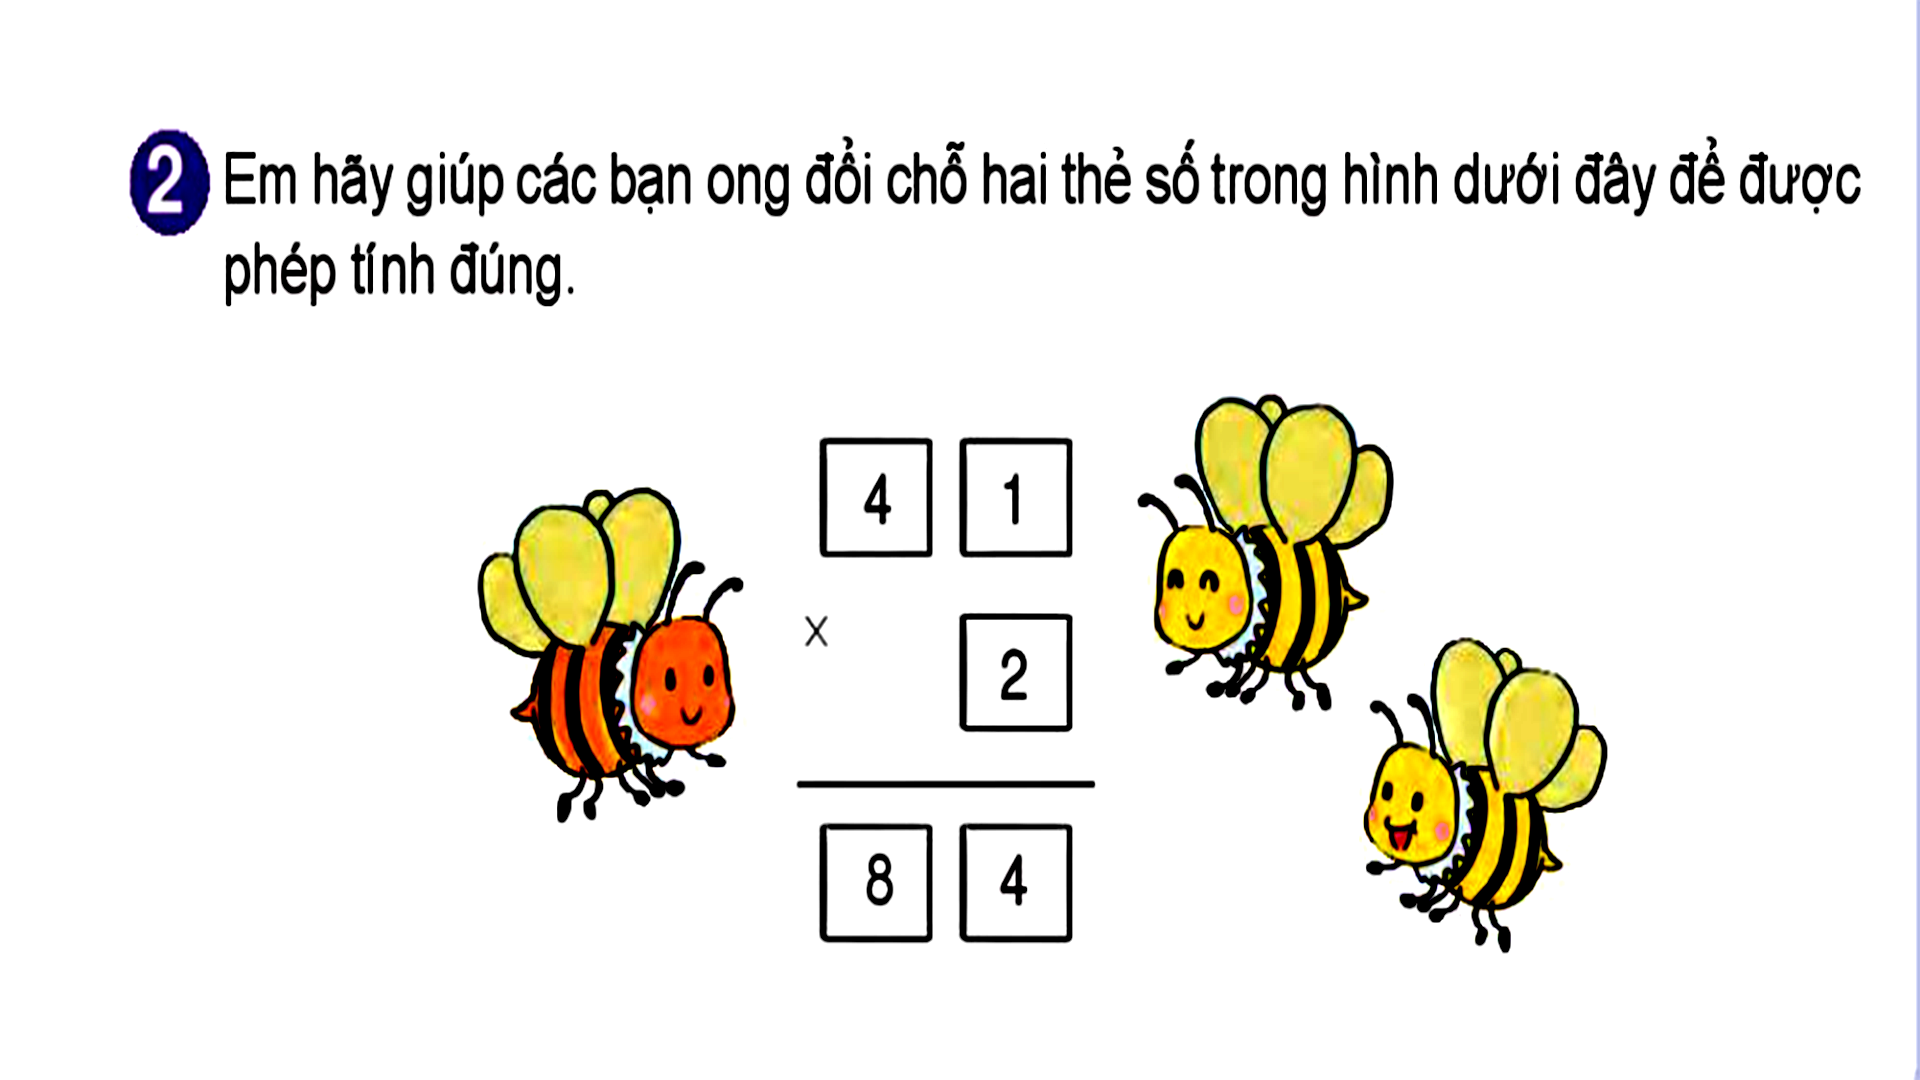 2 Em hãy giúp các bạn ong đổi chỗ hai thẻ số trong hình dưới đây để được
phép tính đúng.
4 1
x
2
8 4